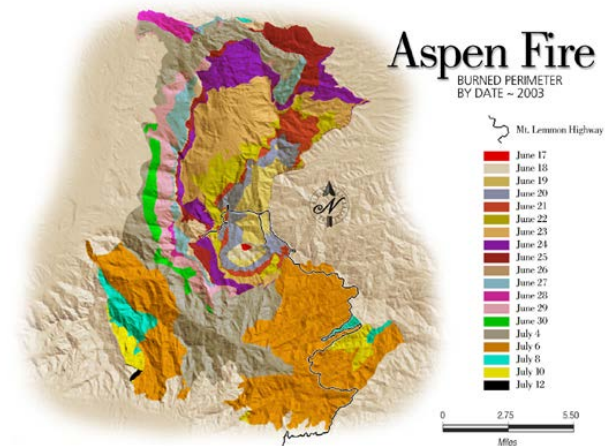 Aspen Fire
BURNED PERIMETER
BY DATE ~ 2003
Mt. Lemmon Highway
June 17
June 18
June 19
June 20
June 21
June 22
June 23
June 24
June 25
June 26
June 27
June 28
June 29
June 30
July 4
July 6
July 8
July 10
July 12
N
0 2.75 5.50
Miles